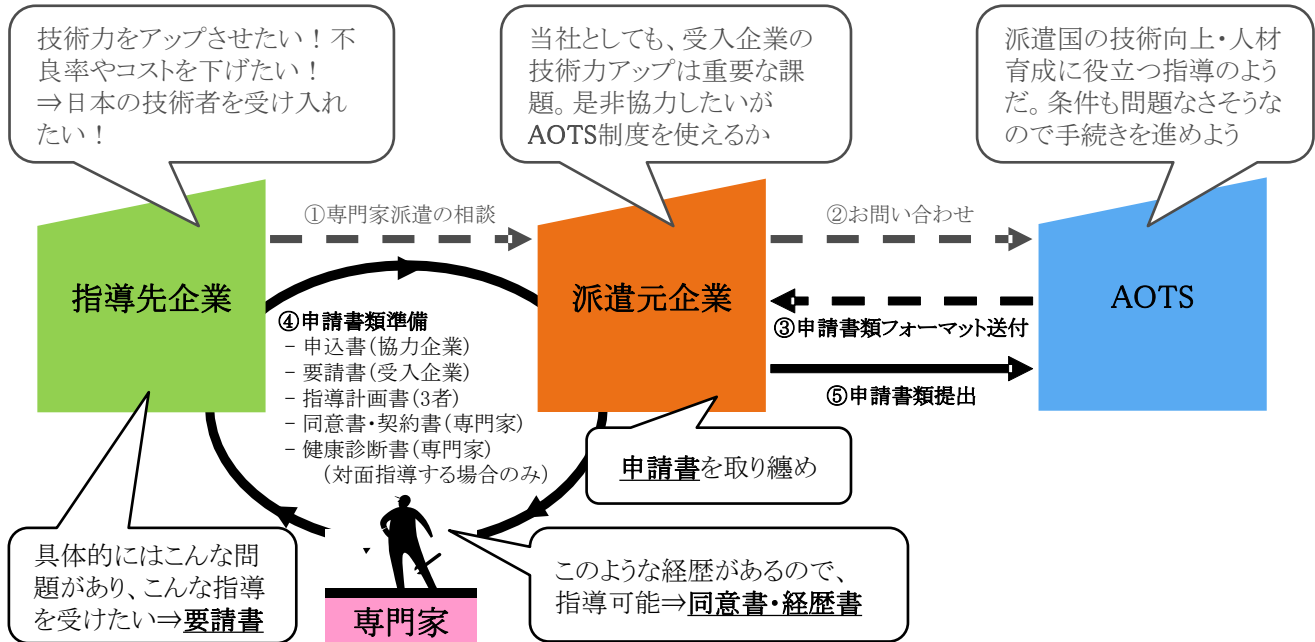 技術力をアップさせたい！不
良率やコストを下げたい！
⇒日本の技術者を受け入れ
たい！
当社としても、受入企業の
技術力アップは重要な課
題。是非協力したいが
AOTS制度を使えるか
派遣国の技術向上・人材
育成に役立つ指導のよう
だ。条件も問題なさそうな
ので手続きを進めよう
①専門家派遣の相談
②お問い合わせ
指導先企業
派遣元企業
AOTS
③申請書類フォーマット送付
⑤申請書類提出
④申請書類準備
－申込書（協力企業）
－要請書（受入企業）
－指導計画書（3者）
－同意書・契約書（専門家）
－健康診断書（専門家）
（対面指導する場合のみ）
申請書を取り纏め
具体的にはこんな問
題があり、こんな指導
を受けたい⇒要請書
このような経歴があるので、
指導可能⇒同意書・経歴書
専門家